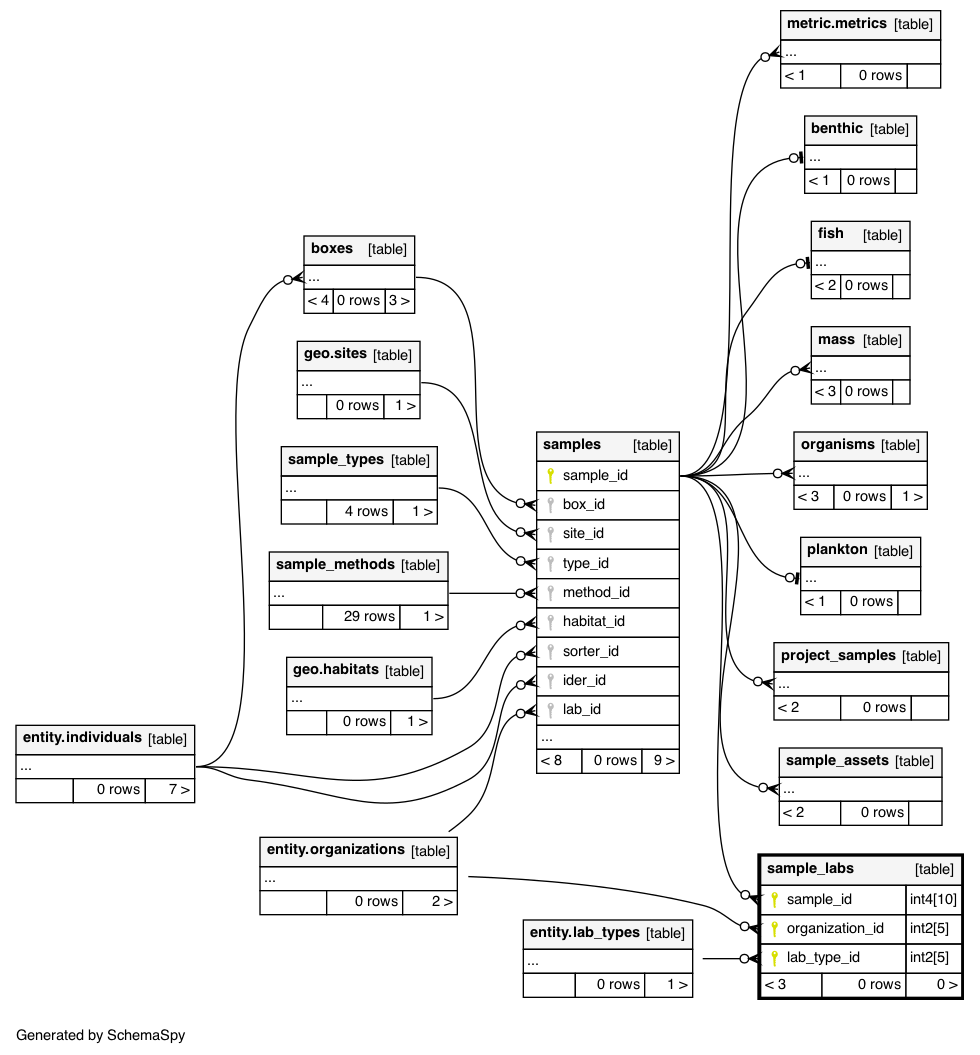 metric.metrics [table]
...
< 1 0 rows
benthic [table]
...
< 1 0 rows
fish [table]
...
< 2 0 rows
boxes [table]
...
< 4 0 rows 3 >
mass [table]
...
< 3 0 rows
geo.sites [table]
...
0 rows 1 >
organisms [table]
...
< 3 0 rows 1 >
sample_types [table]
...
4 rows 1 >
samples [table]
sample_id
box_id
site_id
type_id
method_id
habitat_id
sorter_id
ider_id
lab_id
...
< 8 0 rows 9 >
plankton [table]
...
< 1 0 rows
sample_methods [table]
...
29 rows 1 >
project_samples [table]
...
< 2 0 rows
geo.habitats [table]
...
0 rows 1 >
entity.individuals [table]
...
0 rows 7 >
sample_assets [table]
...
< 2 0 rows
entity.organizations [table]
...
0 rows 2 >
sample_labs [table]
sample_id int4[10]
organization_id int2[5]
lab_type_id int2[5]
< 3 0 rows 0 >
entity.lab_types [table]
...
0 rows 1 >
Generated by SchemaSpy